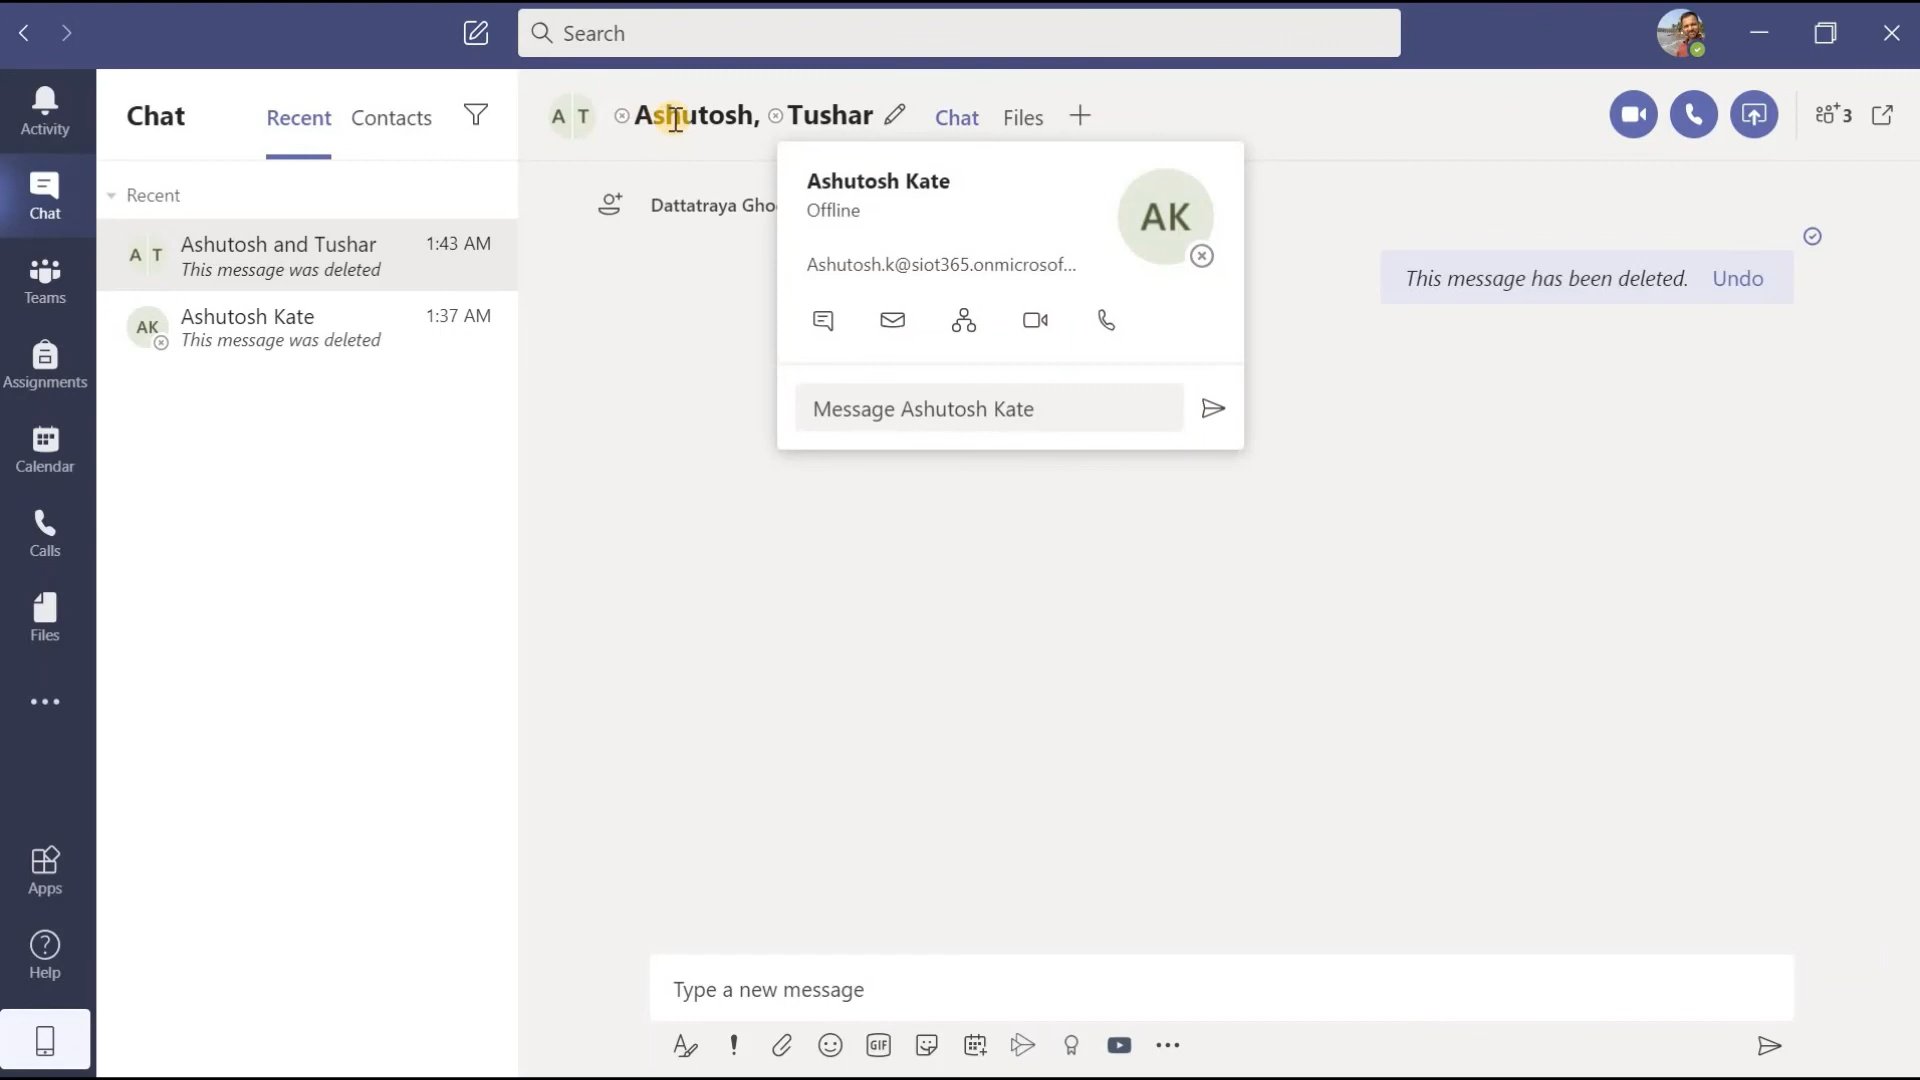 Search
Activity
Chat
Teams
Assignments
Calendar
Calls
Files
Apps
Help
Chat
Recent
Contacts
Recent
A T
Ashutosh and Tushar
1:43 AM
This message was deleted
AK
Ashutosh Kate
1:37 AM
This message was deleted
A T
Ashutosh, Tushar
Chat
Files
3
Dattatraya Gho
Ashutosh Kate
Offline
AK
Ashutosh.k@siot365.onmicrosof...
Message Ashutosh Kate
This message has been deleted. Undo
Type a new message
GIF